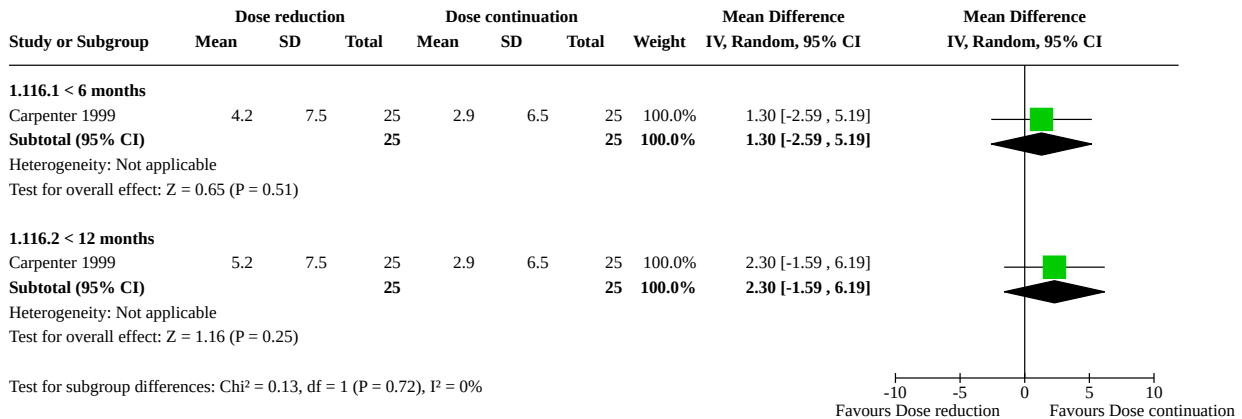 Dose reduction Dose continuation Mean Difference Mean Difference
Study or Subgroup Mean SD Total Mean SD Total Weight IV, Random, 95% CI IV, Random, 95% CI
1.116.1 < 6 months
Carpenter 1999 4.2 7.5 25 2.9 6.5 25 100.0% 1.30 [-2.59 , 5.19]
Subtotal (95% CI) 25 25 100.0% 1.30 [-2.59 , 5.19]
Heterogeneity: Not applicable
Test for overall effect: Z = 0.65 (P = 0.51)
1.116.2 < 12 months
Carpenter 1999 5.2 7.5 25 2.9 6.5 25 100.0% 2.30 [-1.59 , 6.19]
Subtotal (95% CI) 25 25 100.0% 2.30 [-1.59 , 6.19]
Heterogeneity: Not applicable
Test for overall effect: Z = 1.16 (P = 0.25)
Test for subgroup differences: Chi² = 0.13, df = 1 (P = 0.72), I² = 0%
-10 -5 0 5 10
Favours Dose reduction Favours Dose continuation